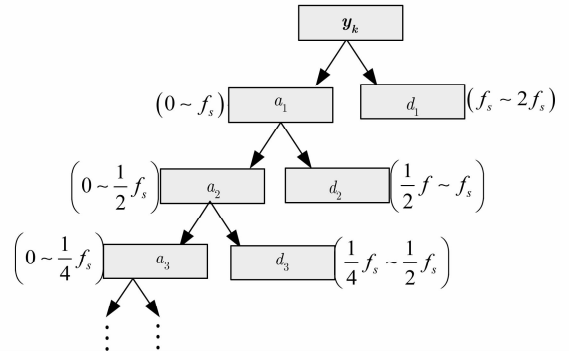 y_k
(0 ~ f_s) a_1 d_1 (f_s ~ 2f_s)
(0 ~ 1/2 f_s) a_2 d_2 (1/2 f ~ f_s)
(0 ~ 1/4 f_s) a_3 d_3 (1/4 f_s - 1/2 f_s)